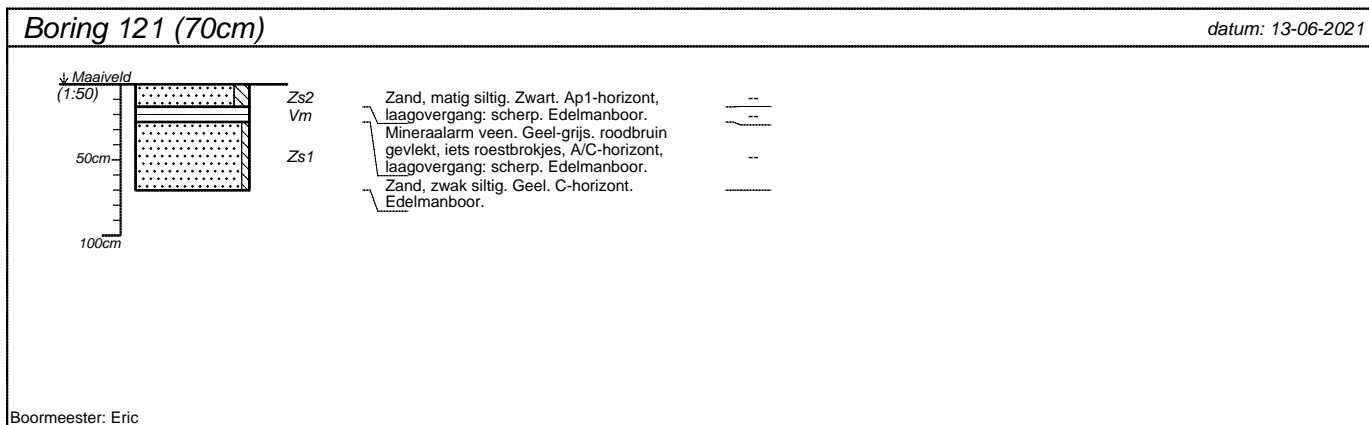 Boring 121 (70cm)
datum: 13-06-2021
Maaiveld
(1:50)
Zs2
Zand, matig siltig. Zwart. Ap1-horizont,
laagovergang: scherp. Edelmanboor.
--
Vm
--
Mineraalarm veen. Geel-grijs. roodbruin
gevlekt, iets roestbrokjes, A/C-horizont,
laagovergang: scherp. Edelmanboor.
50cm
Zs1
--
Zand, zwak siltig. Geel. C-horizont.
Edelmanboor.
100cm
Boormeester: Eric